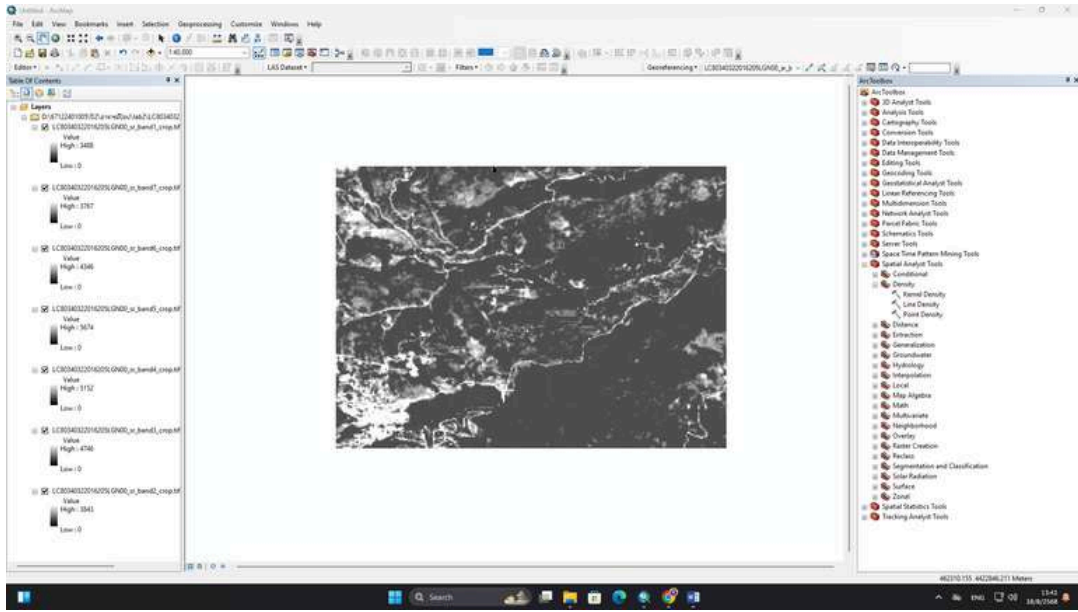 Untitled - ArcMap
File Edit View Bookmarks Insert Selection Geoprocessing Customize Windows Help
1:40,000
Editor
LAS Dataset
Filters
Georeferencing
Table Of Contents
Layers
Value
High : 3488
Low : 0
Value
High : 3787
Low : 0
Value
High : 4346
Low : 0
Value
High : 5674
Low : 0
Value
High : 5152
Low : 0
Value
High : 4746
Low : 0
Value
High : 3843
Low : 0
ArcToolbox
ArcToolbox
3D Analyst Tools
Analysis Tools
Cartography Tools
Conversion Tools
Data Interoperability Tools
Data Management Tools
Editing Tools
Geocoding Tools
Geostatistical Analyst Tools
Linear Referencing Tools
Multidimension Tools
Network Analyst Tools
Parcel Fabric Tools
Schematics Tools
Server Tools
Space Time Pattern Mining Tools
Spatial Analyst Tools
Conditional
Density
Kernel Density
Line Density
Point Density
Distance
Extraction
Generalization
Groundwater
Hydrology
Interpolation
Local
Map Algebra
Math
Multivariate
Neighborhood
Overlay
Raster Creation
Reclass
Segmentation and Classification
Solar Radiation
Surface
Zonal
Spatial Statistics Tools
Tracking Analyst Tools
Meters
Search
ENG
18/8/2568